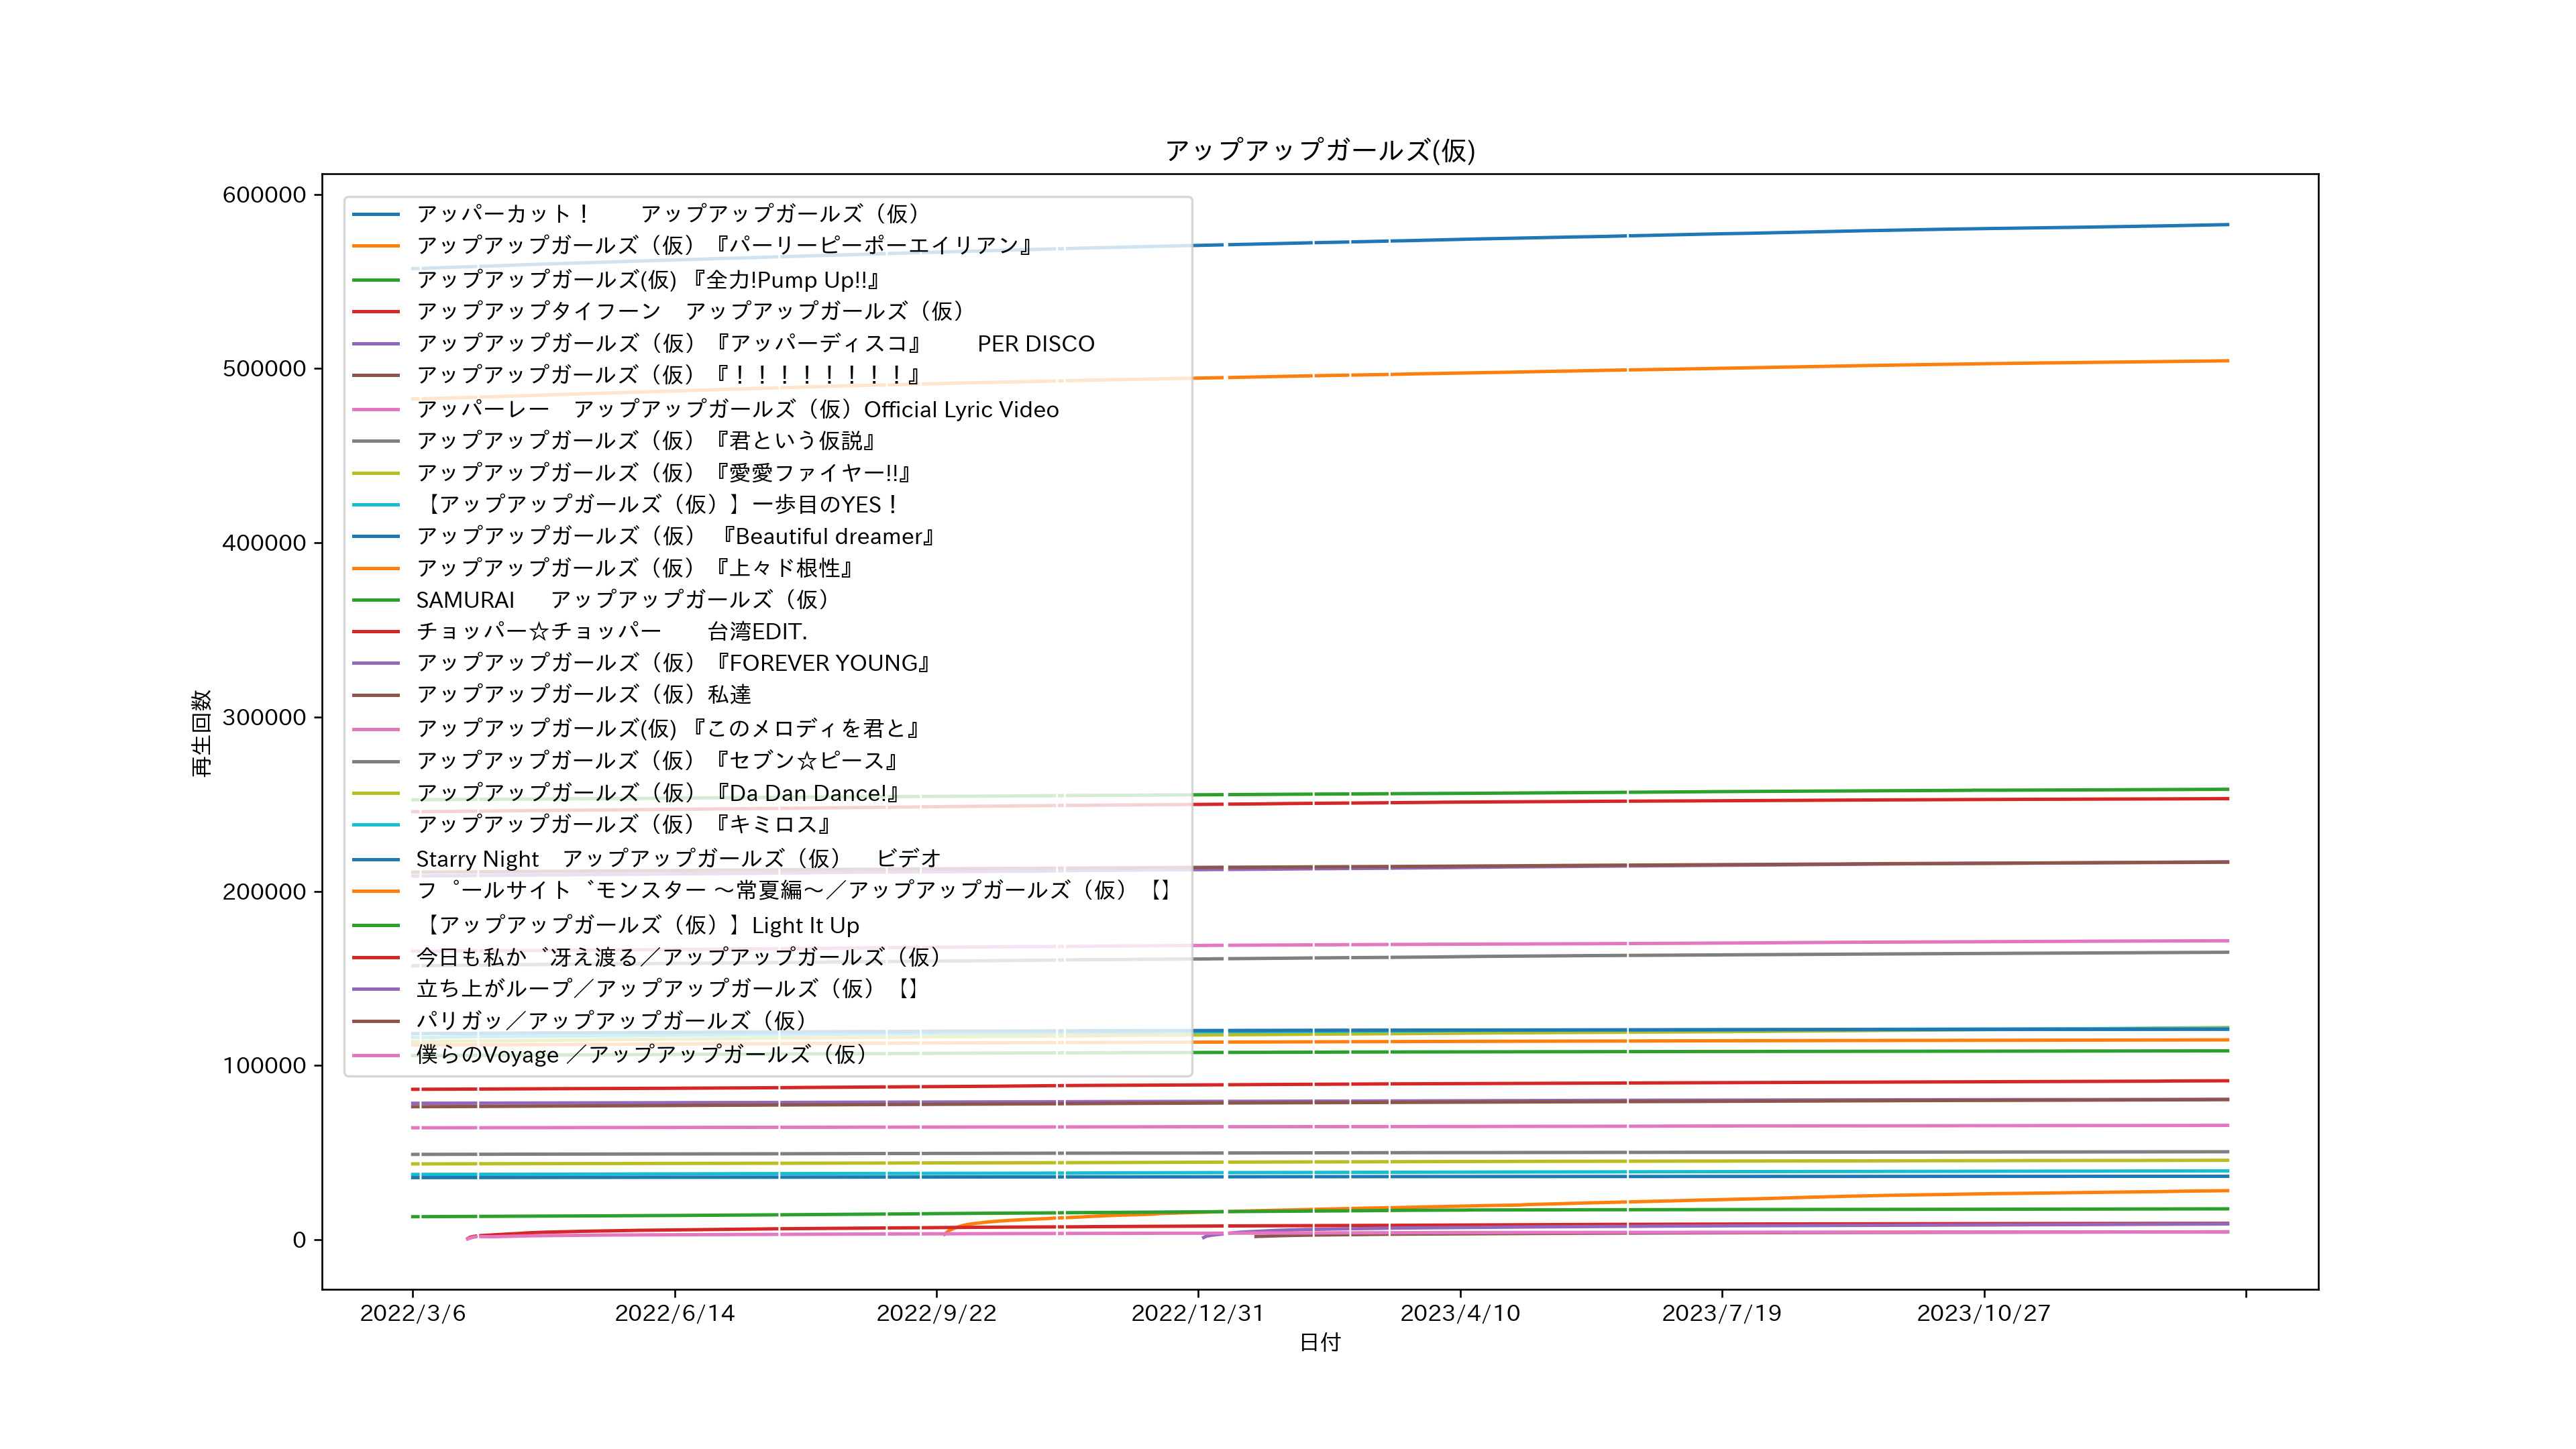 アップアップガールズ(仮)
600000
500000
400000
300000
200000
100000
0
再生回数
アッパーカット！　　アップアップガールズ（仮）
アップアップガールズ（仮）『パーリーピーポーエイリアン』
アップアップガールズ(仮) 『全力!Pump Up!!』
アップアップタイフーン　アップアップガールズ（仮）
アップアップガールズ（仮）『アッパーディスコ』　　PER DISCO
アップアップガールズ（仮）『！！！！！！！！』
アッパーレー　アップアップガールズ（仮）Official Lyric Video
アップアップガールズ（仮）『君という仮説』
アップアップガールズ（仮）『愛愛ファイヤー!!』
【アップアップガールズ（仮）】一歩目のYES！
アップアップガールズ（仮） 『Beautiful dreamer』
アップアップガールズ（仮）『上々ド根性』
SAMURAI　 アップアップガールズ（仮）
チョッパー☆チョッパー　　台湾EDIT.
アップアップガールズ（仮）『FOREVER YOUNG』
アップアップガールズ（仮）私達
アップアップガールズ(仮) 『このメロディを君と』
アップアップガールズ（仮）『セブン☆ピース』
アップアップガールズ（仮）『Da Dan Dance!』
アップアップガールズ（仮）『キミロス』
Starry Night　アップアップガールズ（仮）　ビデオ
フ゜ールサイト゛モンスター ～常夏編～／アップアップガールズ（仮）【】
【アップアップガールズ（仮）】Light It Up
今日も私か゛冴え渡る／アップアップガールズ（仮）
立ち上がループ／アップアップガールズ（仮）【】
パリガッ／アップアップガールズ（仮）
僕らのVoyage ／アップアップガールズ（仮）
2022/3/6
2022/6/14
2022/9/22
2022/12/31
2023/4/10
2023/7/19
2023/10/27
日付